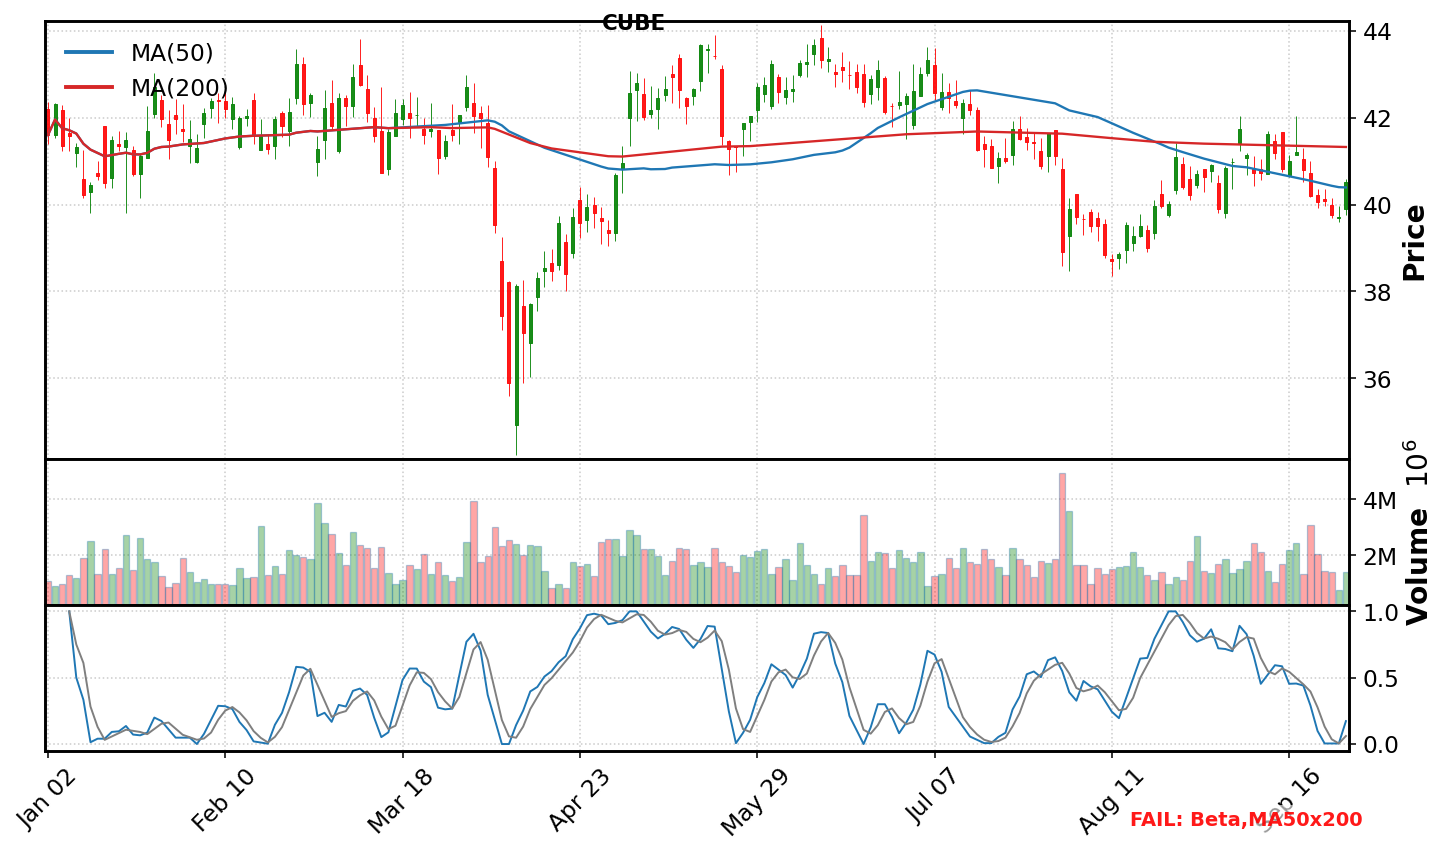 CUBE
MA(50)
MA(200)
44
42
40
38
36
Price
4M
2M
Volume 10^6
1.0
0.5
0.0
Jan 02
Feb 10
Mar 18
Apr 23
May 29
Jul 07
Aug 11
Sep 16
FAIL: Beta,MA50x200